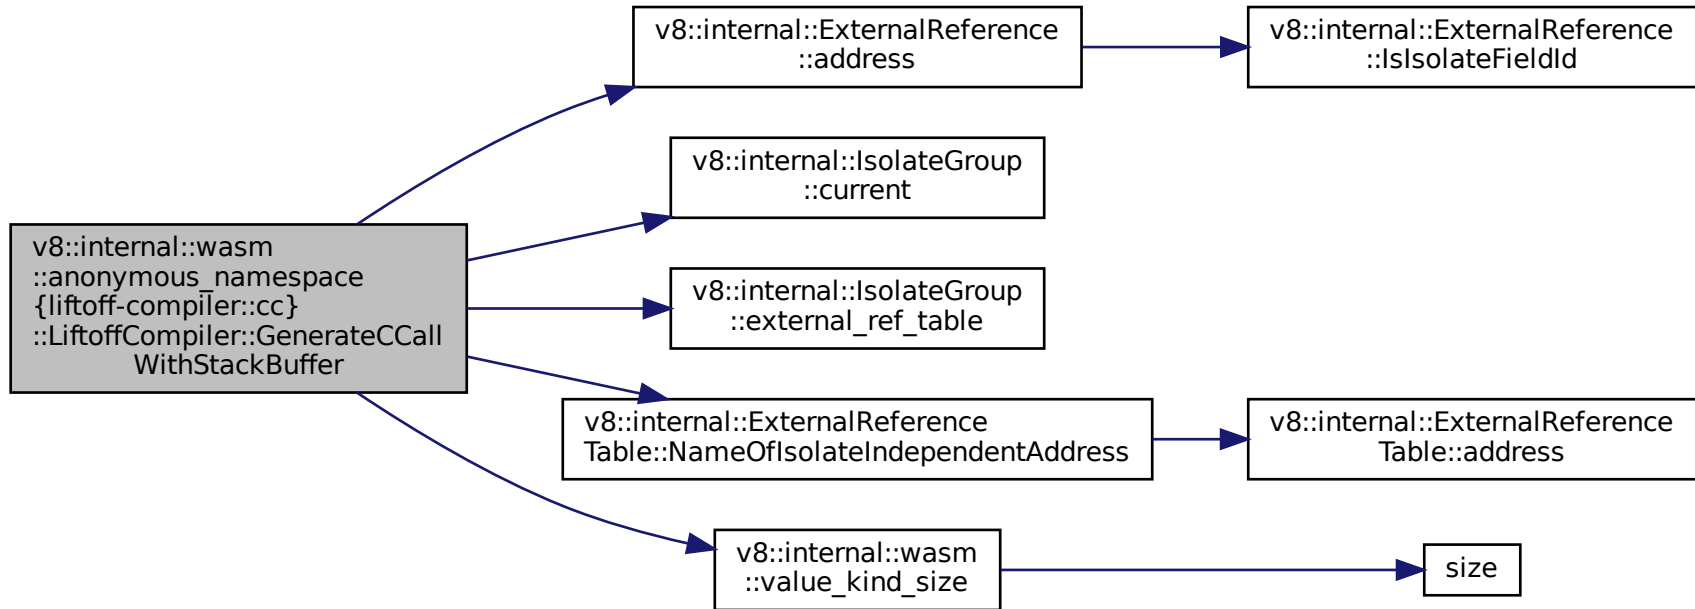 v8::internal::wasm
::anonymous_namespace
{liftoff-compiler::cc}
::LiftoffCompiler::GenerateCCall
WithStackBuffer
v8::internal::ExternalReference
::address
v8::internal::ExternalReference
::IsIsolateFieldId
v8::internal::IsolateGroup
::current
v8::internal::IsolateGroup
::external_ref_table
v8::internal::ExternalReference
Table::NameOfIsolateIndependentAddress
v8::internal::ExternalReference
Table::address
v8::internal::wasm
::value_kind_size
size